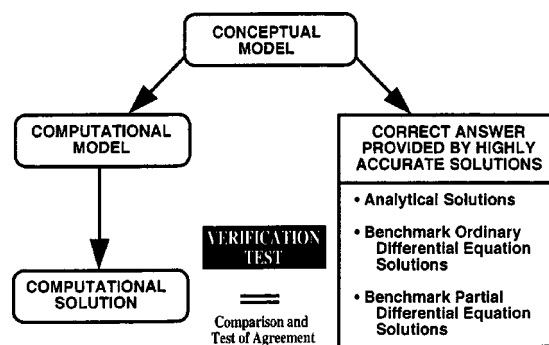 CONCEPTUAL
MODEL
COMPUTATIONAL
MODEL
COMPUTATIONAL
SOLUTION
VERIFICATION
TEST
Comparison and
Test of Agreement
CORRECT ANSWER
PROVIDED BY HIGHLY
ACCURATE SOLUTIONS
• Analytical Solutions
• Benchmark Ordinary
Differential Equation
Solutions
• Benchmark Partial
Differential Equation
Solutions